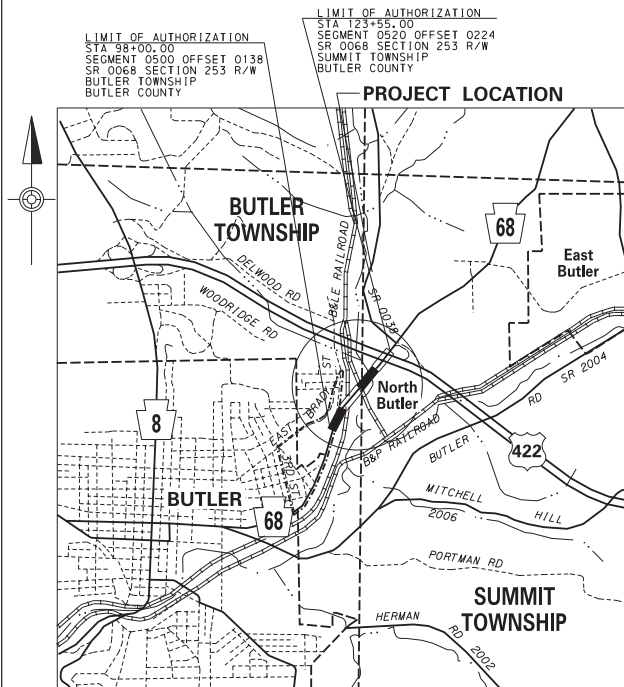 LIMIT OF AUTHORIZATION
STA 98+00.00
SEGMENT 0500 OFFSET 0138
SR 0068 SECTION 253 R/W
BUTLER TOWNSHIP
BUTLER COUNTY
LIMIT OF AUTHORIZATION
STA 123+55.00
SEGMENT 0520 OFFSET 0224
SR 0068 SECTION 253 R/W
SUMMIT TOWNSHIP
BUTLER COUNTY
PROJECT LOCATION
BUTLER
TOWNSHIP
68
East
Butler
DELWOOD RD
WOODRIDGE RD
B&LE RAILROAD
SR 0038
SR 2004
North
Butler
EAST BRADY ST
3RD ST
8
B&P RAILROAD
BUTLER RD
422
BUTLER
68
MITCHELL HILL
2006
PORTMAN RD
SUMMIT
TOWNSHIP
HERMAN RD 2002